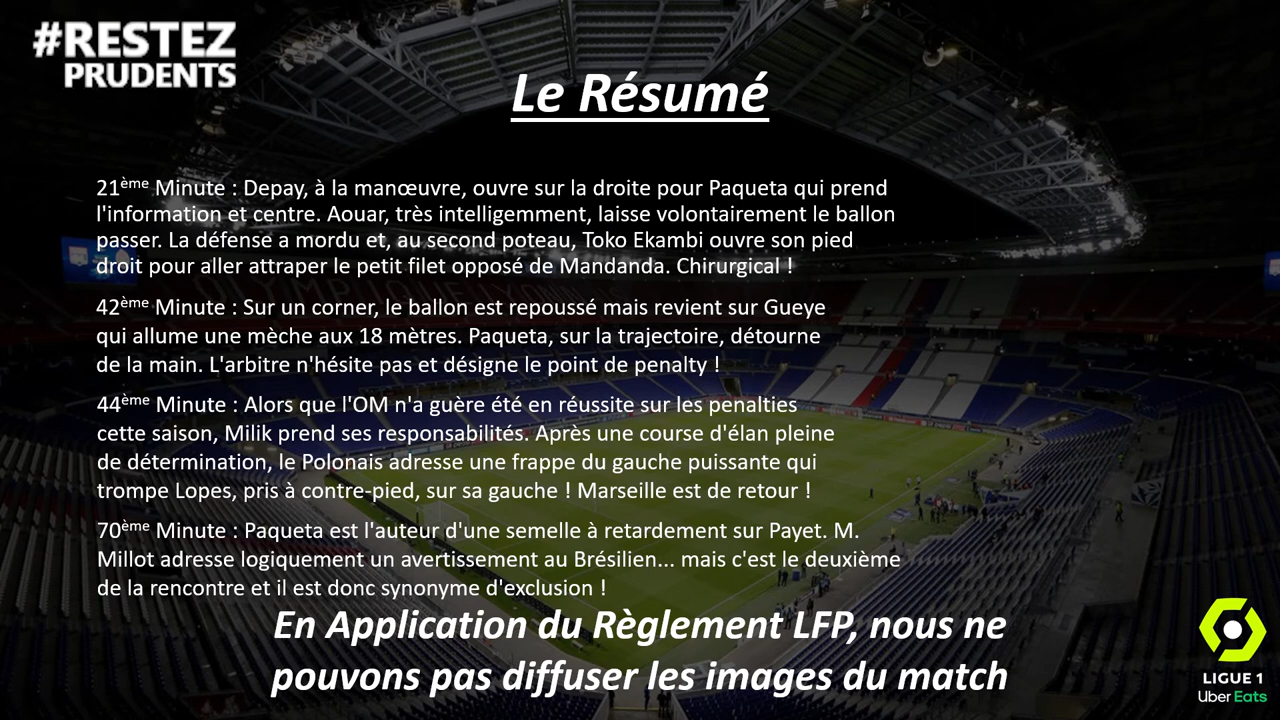 #RESTEZ
PRUDENTS
Le Résumé
21ème Minute : Depay, à la manœuvre, ouvre sur la droite pour Paqueta qui prend
l'information et centre. Aouar, très intelligemment, laisse volontairement le ballon
passer. La défense a mordu et, au second poteau, Toko Ekambi ouvre son pied
droit pour aller attraper le petit filet opposé de Mandanda. Chirurgical !
42ème Minute : Sur un corner, le ballon est repoussé mais revient sur Gueye
qui allume une mèche aux 18 mètres. Paqueta, sur la trajectoire, détourne
de la main. L'arbitre n'hésite pas et désigne le point de penalty !
44ème Minute : Alors que l'OM n'a guère été en réussite sur les penalties
cette saison, Milik prend ses responsabilités. Après une course d'élan pleine
de détermination, le Polonais adresse une frappe du gauche puissante qui
trompe Lopes, pris à contre-pied, sur sa gauche ! Marseille est de retour !
70ème Minute : Paqueta est l'auteur d'une semelle à retardement sur Payet. M.
Millot adresse logiquement un avertissement au Brésilien... mais c'est le deuxième
de la rencontre et il est donc synonyme d'exclusion !
En Application du Règlement LFP, nous ne
pouvons pas diffuser les images du match
LIGUE 1
Uber Eats